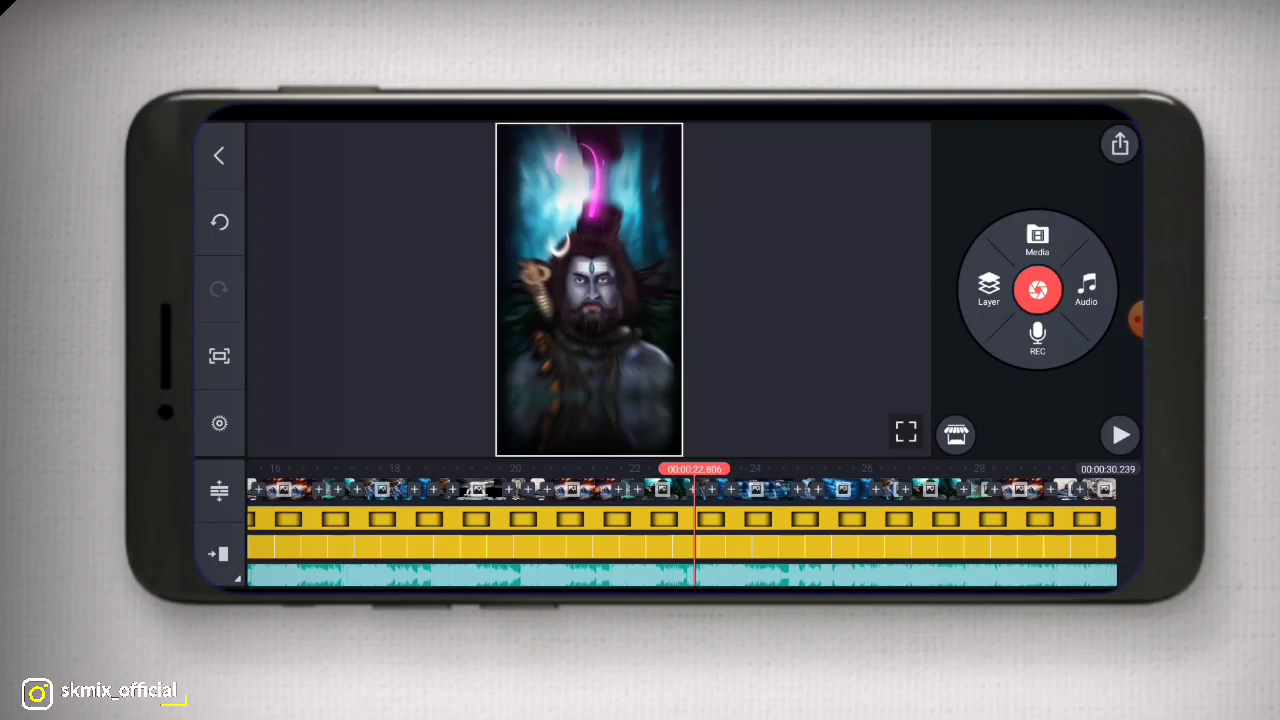 Media
Layer
Audio
REC
16
18
20
22
00:00:22.806
24
26
28
00:00:30.239
skmix_official